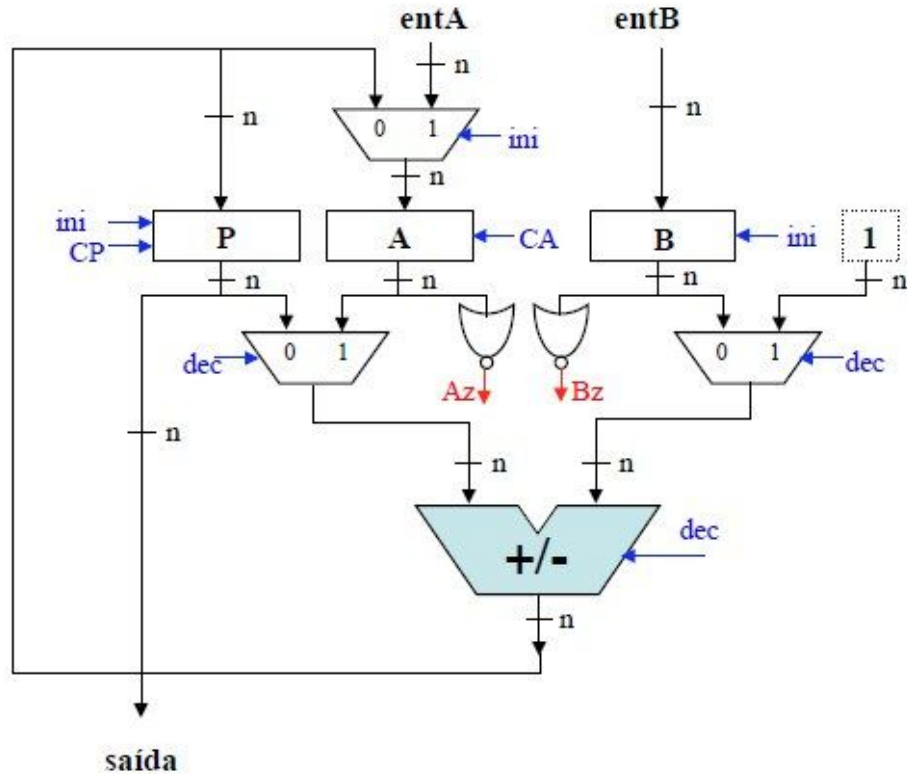 entA entB
n
n n
0 1
ini
n
ini
CP
P
A
CA
B
ini
1
n n n n
dec
0 1
0 1
dec
Az Bz
n
n n
dec
+/-
n
saída